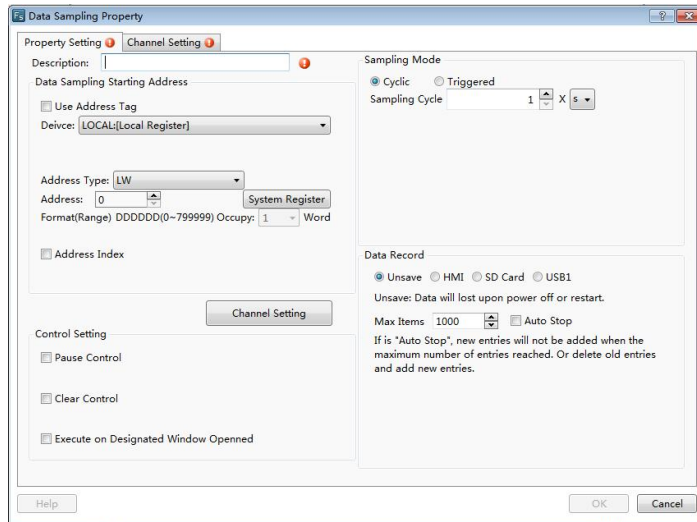 Fs Data Sampling Property
Property Setting Channel Setting
Description:
Data Sampling Starting Address
Use Address Tag
Deivce: LOCAL:[Local Register]
Address Type: LW
Address: 0 System Register
Format(Range) DDDDDD(0~799999) Occupy: 1 Word
Address Index
Channel Setting
Control Setting
Pause Control
Clear Control
Execute on Designated Window Openned
Sampling Mode
Cyclic Triggered
Sampling Cycle 1 X s
Data Record
Unsave HMI SD Card USB1
Unsave: Data will lost upon power off or restart.
Max Items 1000 Auto Stop
If is "Auto Stop", new entries will not be added when the
maximum number of entries reached. Or delete old entries
and add new entries.
Help OK Cancel